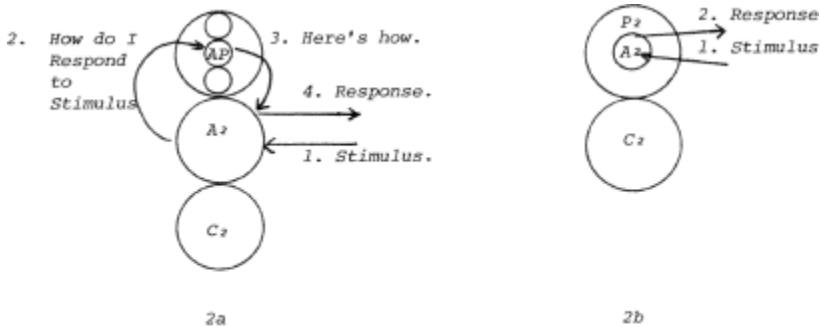 2. How do I
Respond
to
Stimulus
AP
3. Here's how.
4. Response.
A₂
1. Stimulus.
C₂
2a
P₂
2. Response
A₂
1. Stimulus
C₂
2b